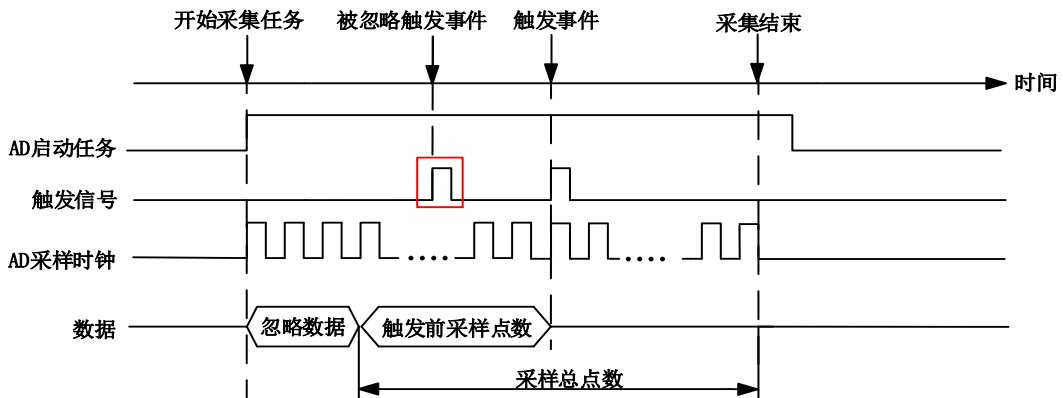 开始采集任务
被忽略触发事件
触发事件
采集结束
时间
AD启动任务
触发信号
AD采样时钟
数据
忽略数据
触发前采样点数
采样总点数